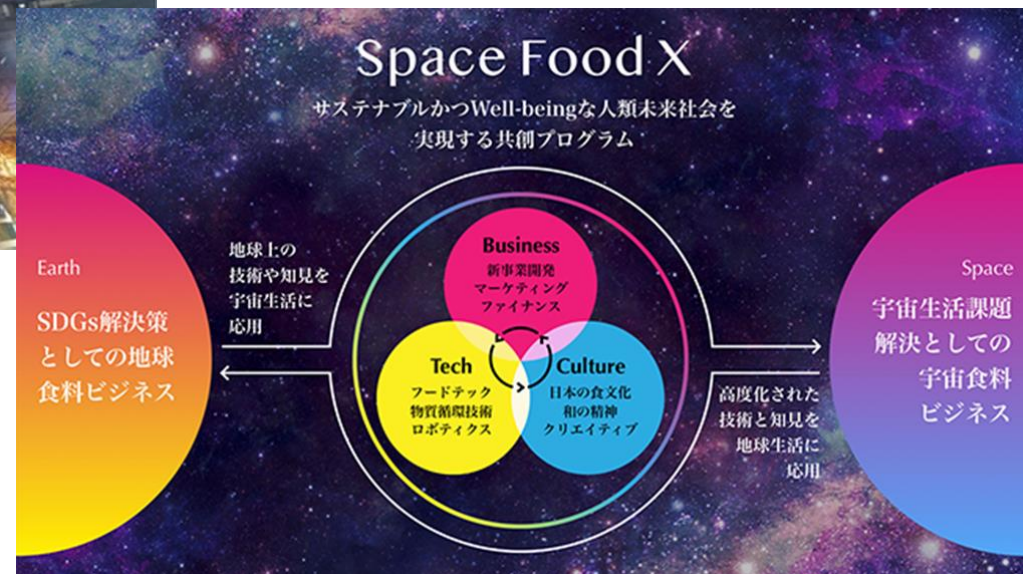 Space Food X
サステナブルかつWell-beingな人類未来社会を
実現する共創プログラム
Earth
SDGs解決策
としての地球
食料ビジネス
地球上の
技術や知見を
宇宙生活に
応用
Business
新事業開発
マーケティング
ファイナンス
Tech
フードテック
物質循環技術
ロボティクス
Culture
日本の食文化
和の精神
クリエイティブ
高度化された
技術と知見を
地球生活に
応用
Space
宇宙生活課題
解決としての
宇宙食料
ビジネス